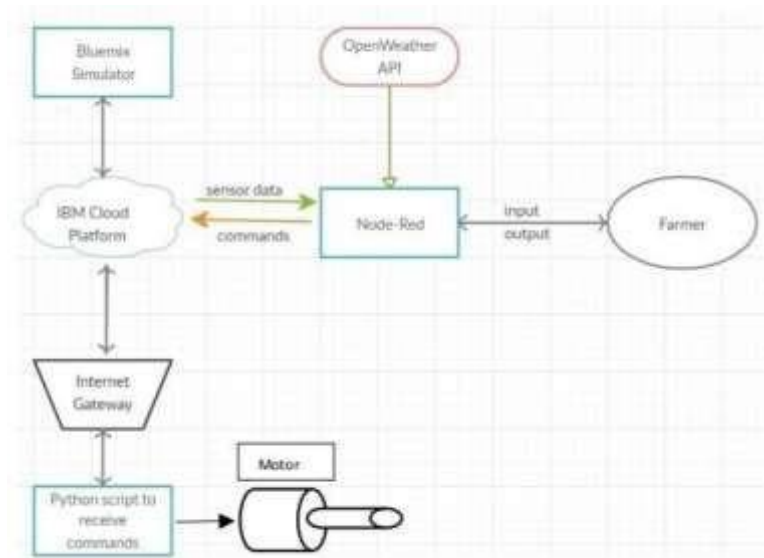 Bluemix
Simulator
OpenWeather
API
sensor data
IBM Cloud
Platform
commands
Node-Red
input
output
Farmer
Internet
Gateway
Motor
Python script to
receive
commands